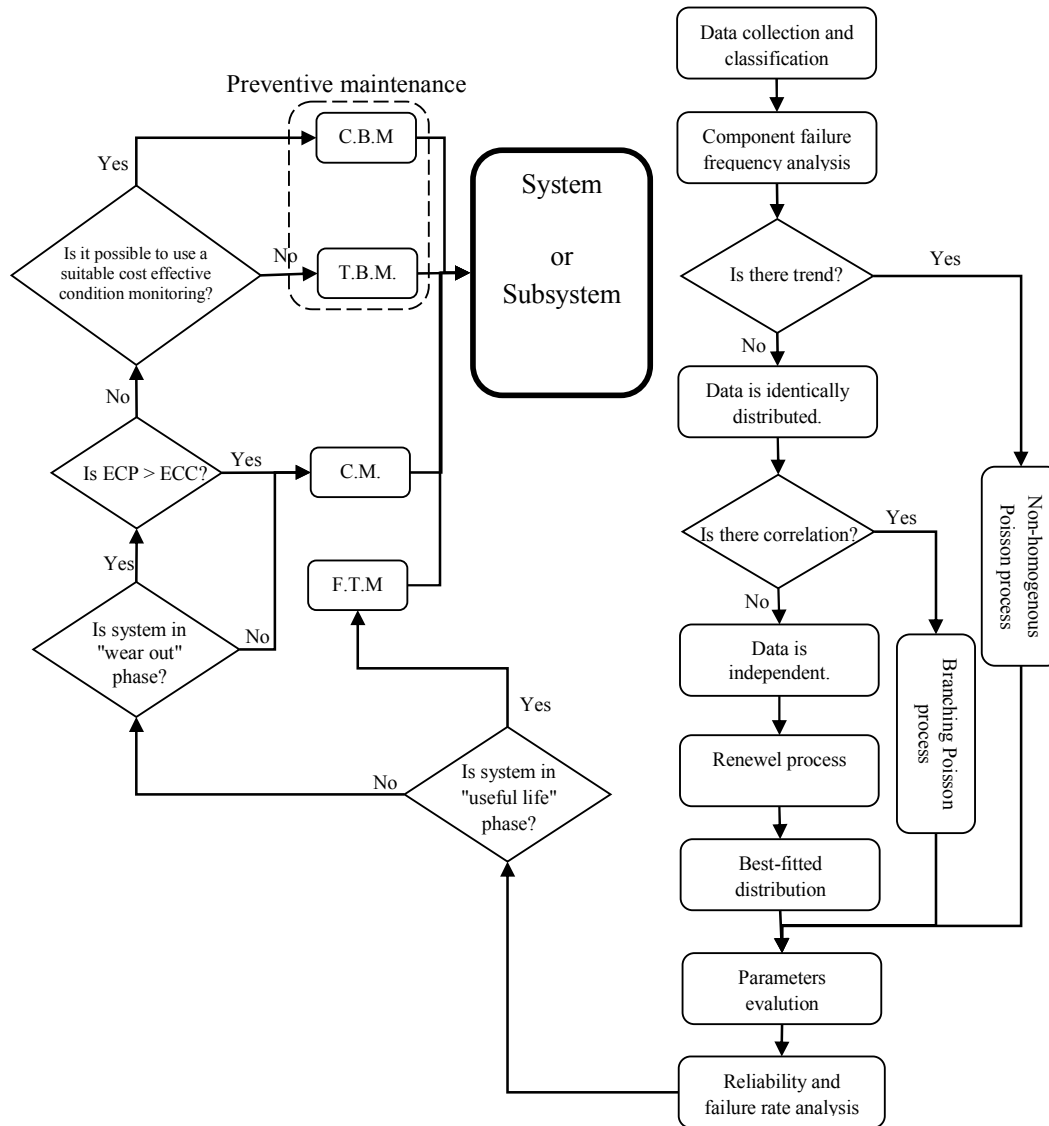 Data collection and
classification
Component failure
frequency analysis
Is there trend?
Yes
No
Data is identically
distributed.
Is there correlation?
Yes
No
Data is
independent.
Renewel process
Best-fitted
distribution
Non-homogenous
Poisson process
Branching Poisson
process
Parameters
evalution
Reliability and
failure rate analysis
Is system in
"useful life"
phase?
Yes
No
F.T.M
Is system in
"wear out"
phase?
Yes
No
Is ECP > ECC?
Yes
No
C.M.
Is it possible to use a
suitable cost effective
condition monitoring?
Yes
No
Preventive maintenance
C.B.M
T.B.M.
System
or
Subsystem